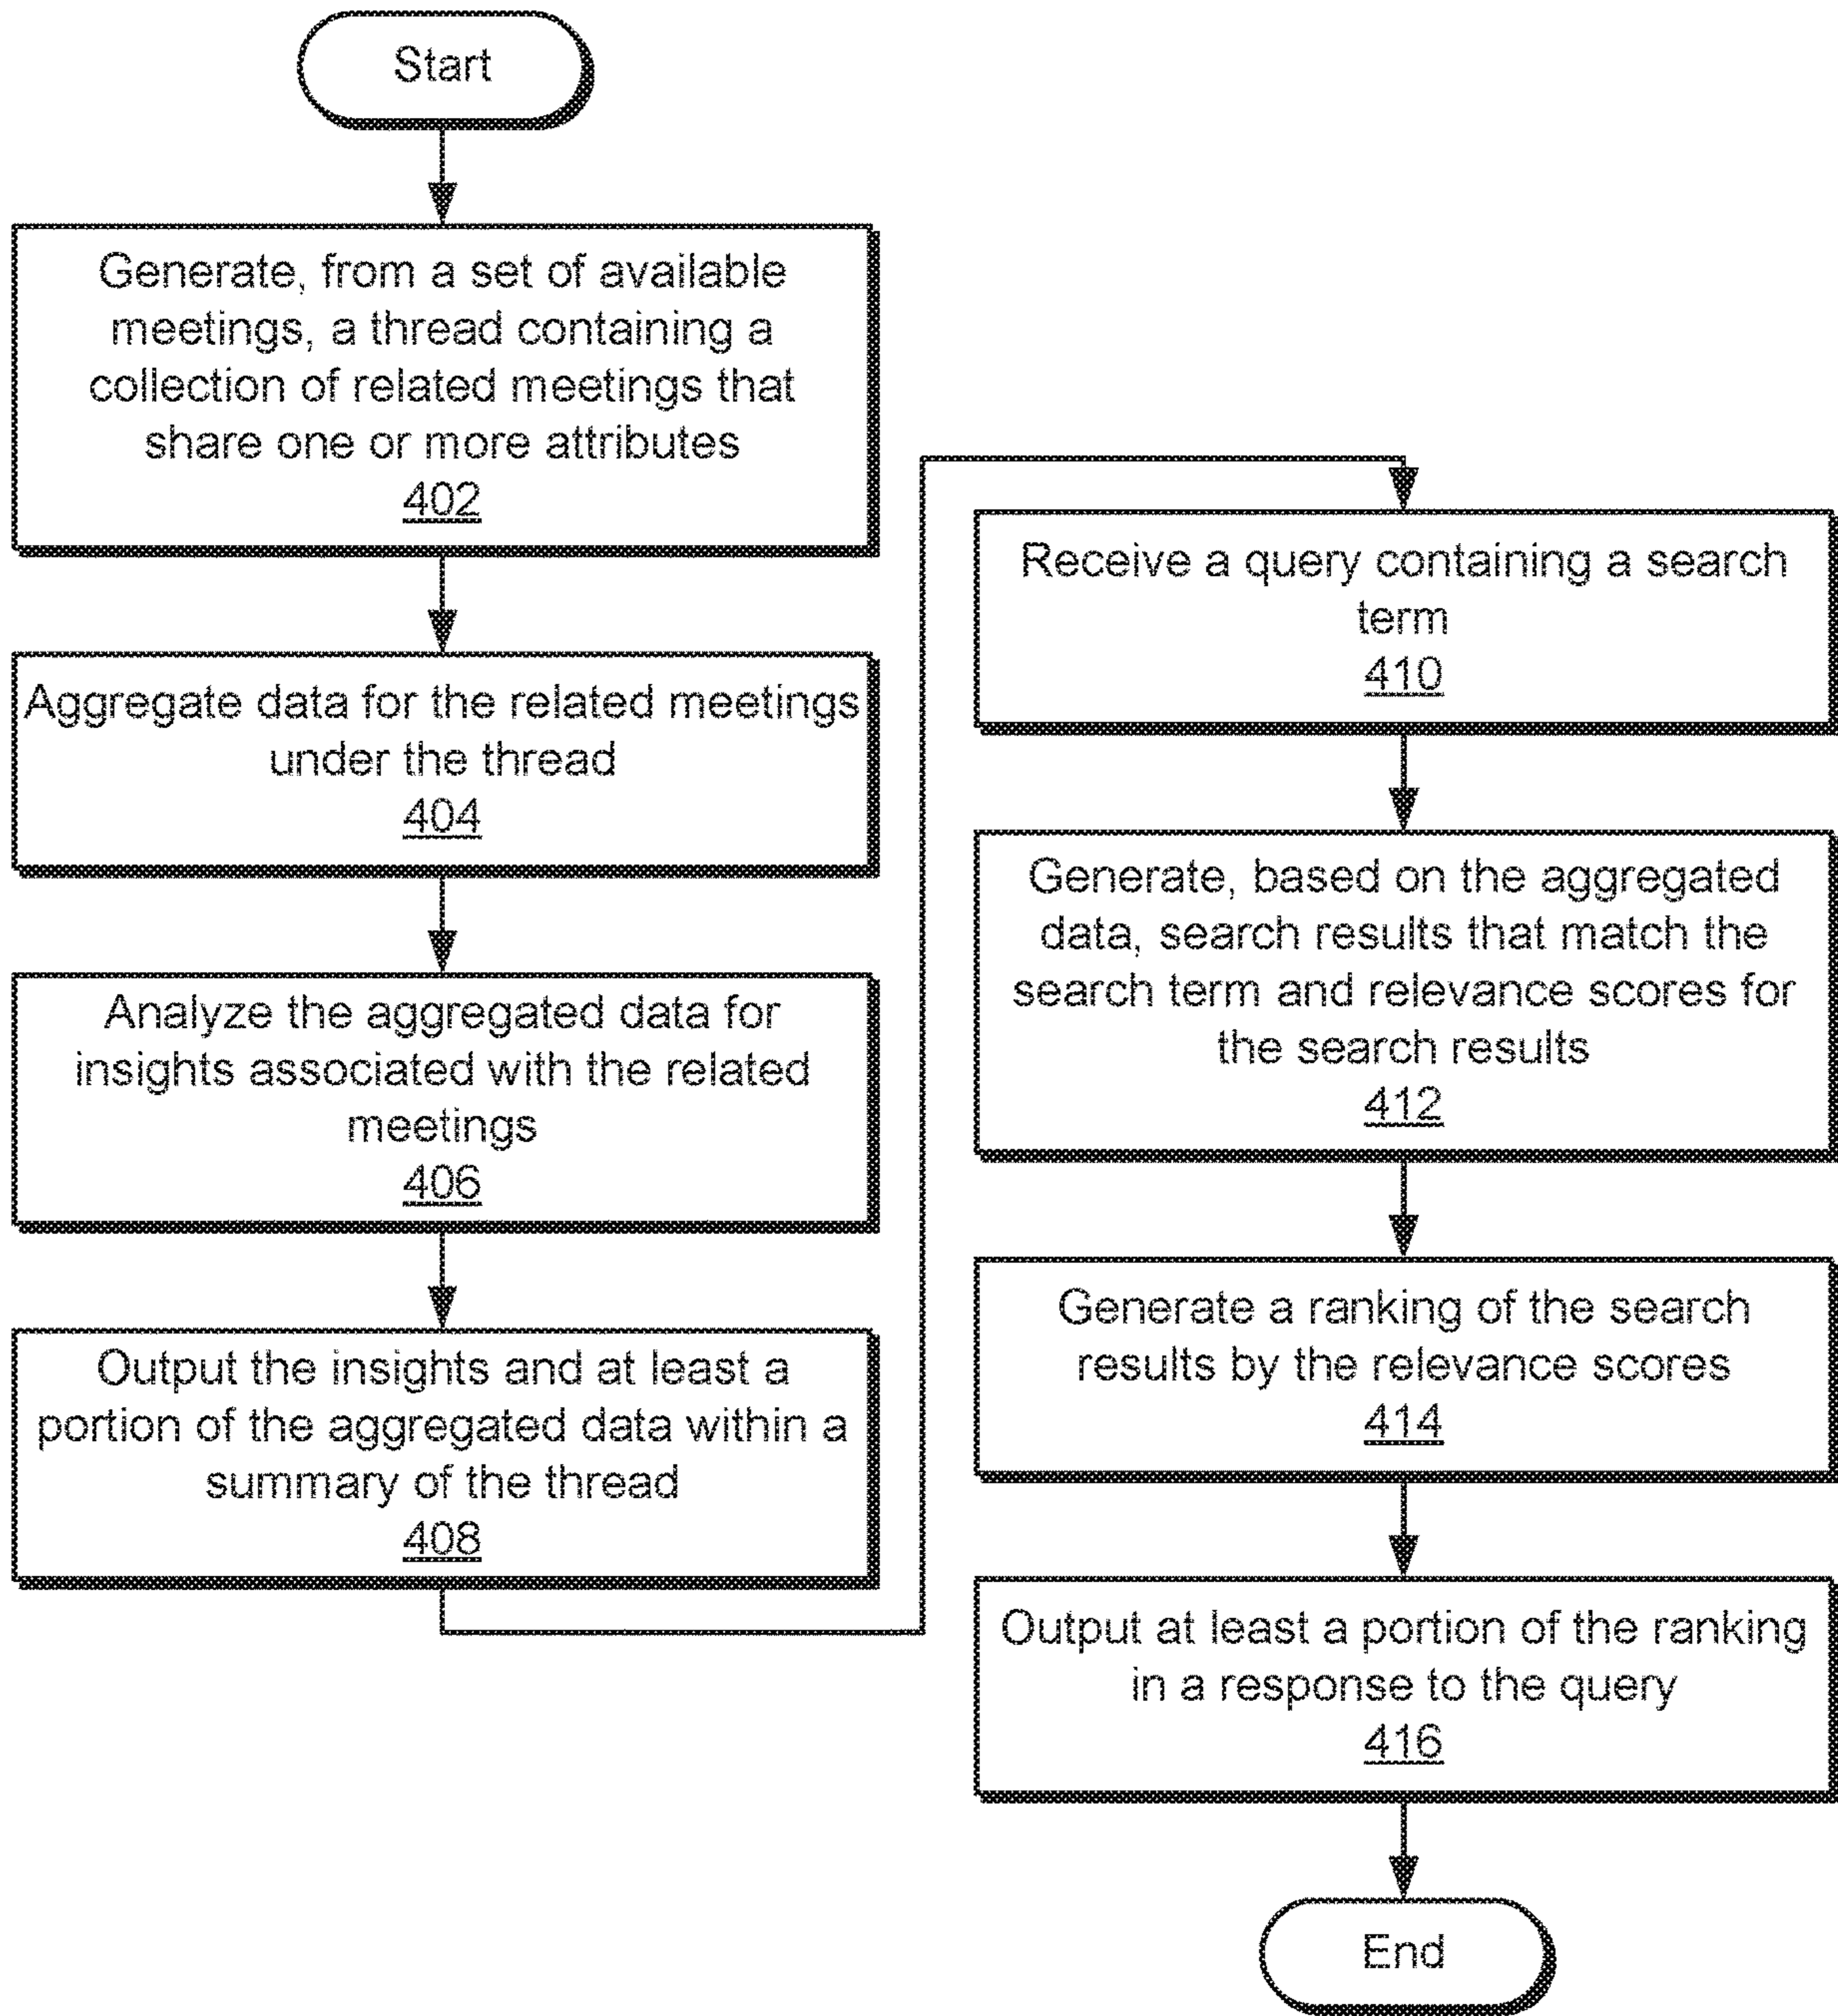 Start
Generate, from a set of available
meetings, a thread containing a
collection of related meetings that
share one or more attributes
402
Aggregate data for the related meetings
under the thread
404
Analyze the aggregated data for
insights associated with the related
meetings
406
Output the insights and at least a
portion of the aggregated data within a
summary of the thread
408
Receive a query containing a search
term
410
Generate, based on the aggregated
data, search results that match the
search term and relevance scores for
the search results
412
Generate a ranking of the search
results by the relevance scores
414
Output at least a portion of the ranking
in a response to the query
416
End